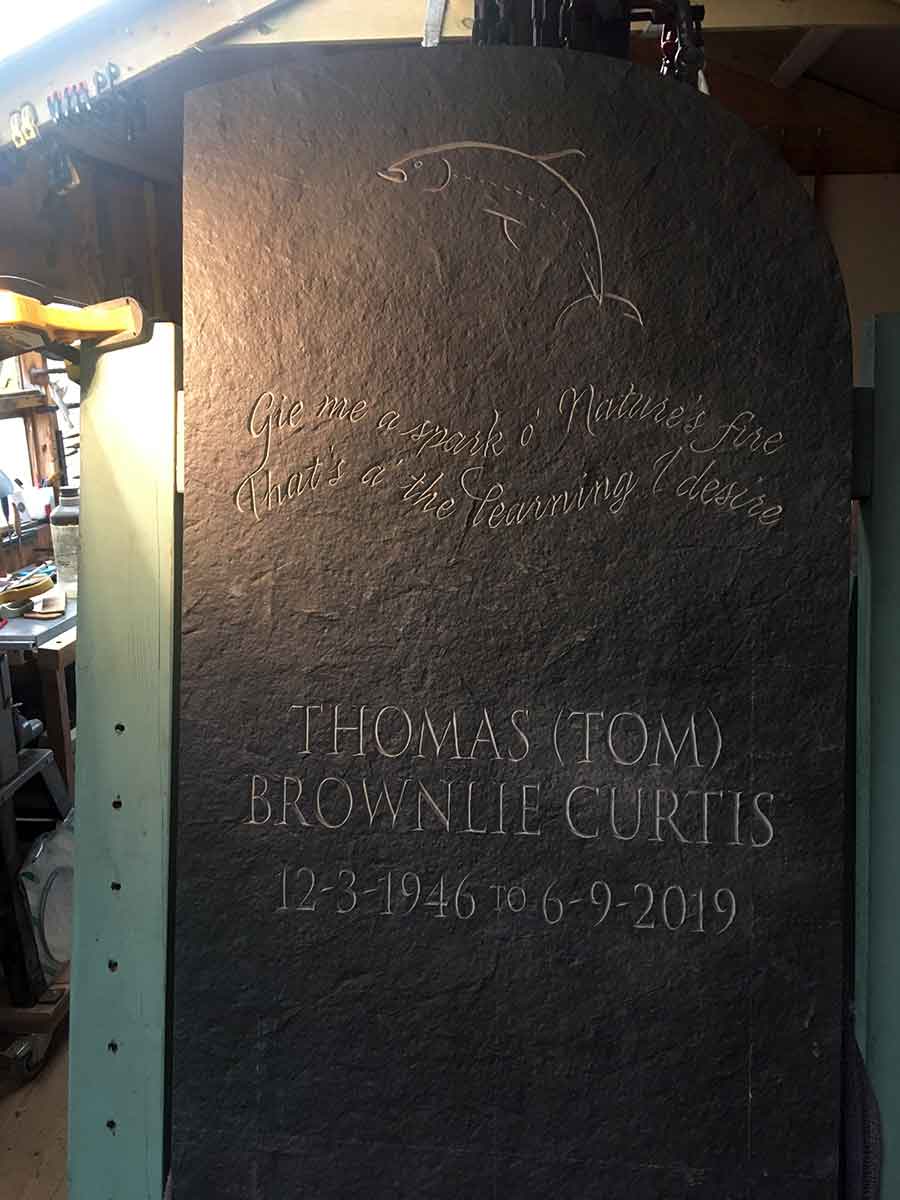 Gie me a spark o' Nature's fire
That's a' the learning I desire
THOMAS (TOM)
BROWNLIE CURTIS
12-3-1946 TO 6-9-2019